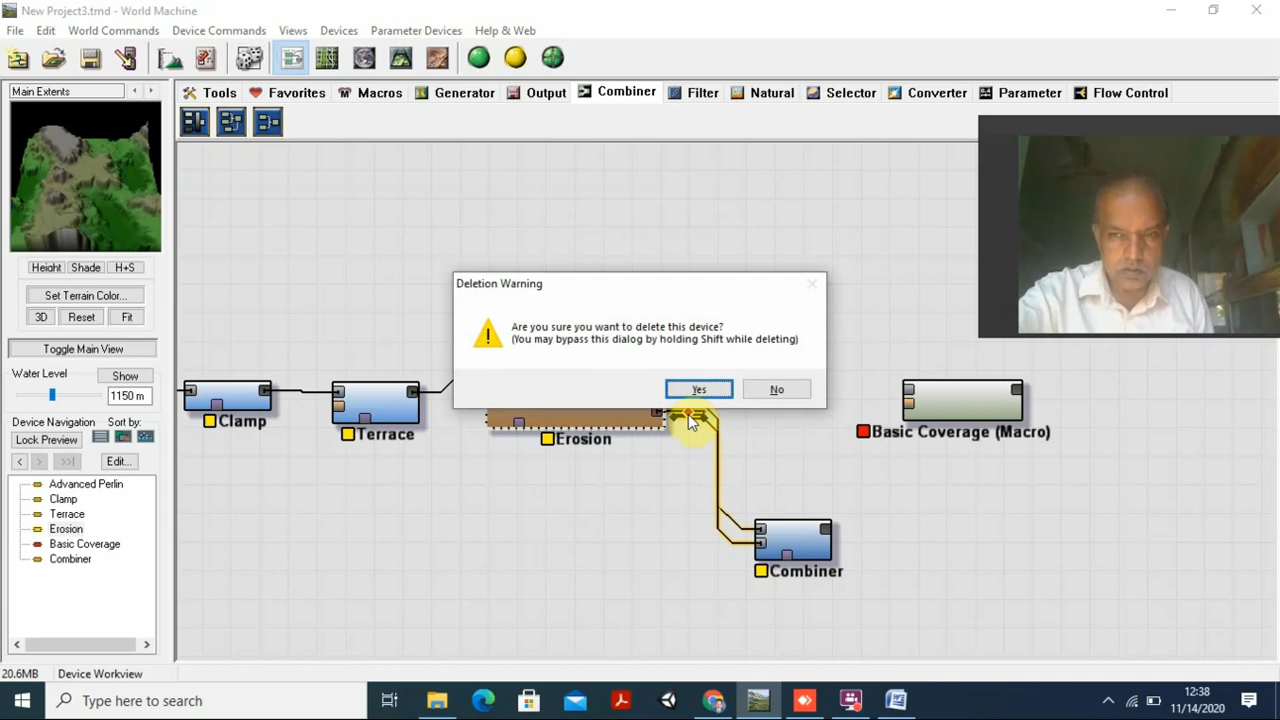 New Project3.tmd - World Machine
File Edit World Commands Device Commands Views Devices Parameter Devices Help & Web
Main Extents
Tools Favorites Macros Generator Output Combiner Filter Natural Selector Converter Parameter Flow Control
Height Shade H+S
Set Terrain Color...
3D Reset Fit
Toggle Main View
Water Level Show
1150 m
Device Navigation Sort by:
Lock Preview
Edit...
Advanced Perlin
Clamp
Terrace
Erosion
Basic Coverage
Combiner
Deletion Warning
Are you sure you want to delete this device?
(You may bypass this dialog by holding Shift while deleting)
Yes No
Clamp
Terrace
Erosion
Basic Coverage (Macro)
Combiner
20.6MB Device Workview
Type here to search
12:38
11/14/2020